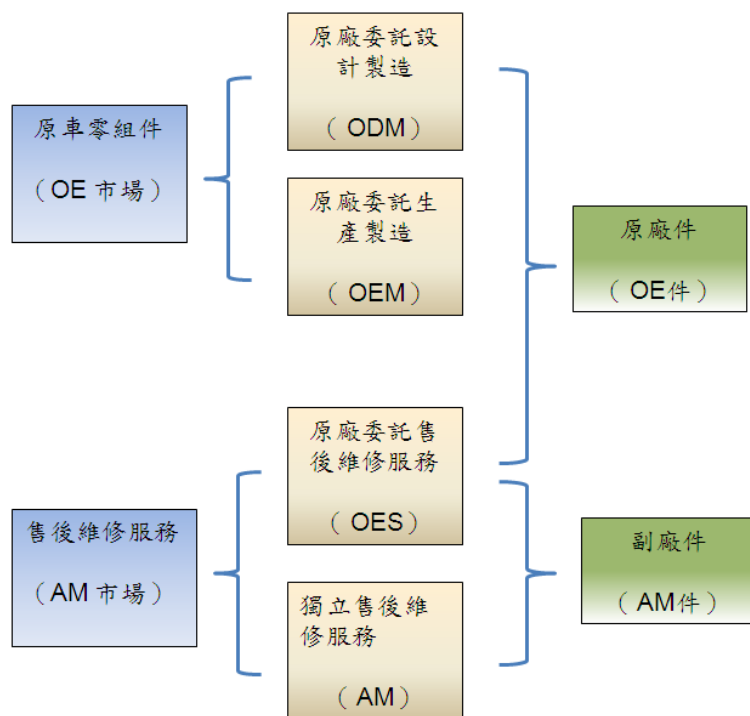 原廠委託設
計製造
（ODM）
原車零組件
（OE 市場）
原廠委託生
產製造
（OEM）
原廠件
（OE件）
原廠委託售
後維修服務
（OES）
售後維修服務
（AM 市場）
副廠件
（AM件）
獨立售後維
修服務
（AM）